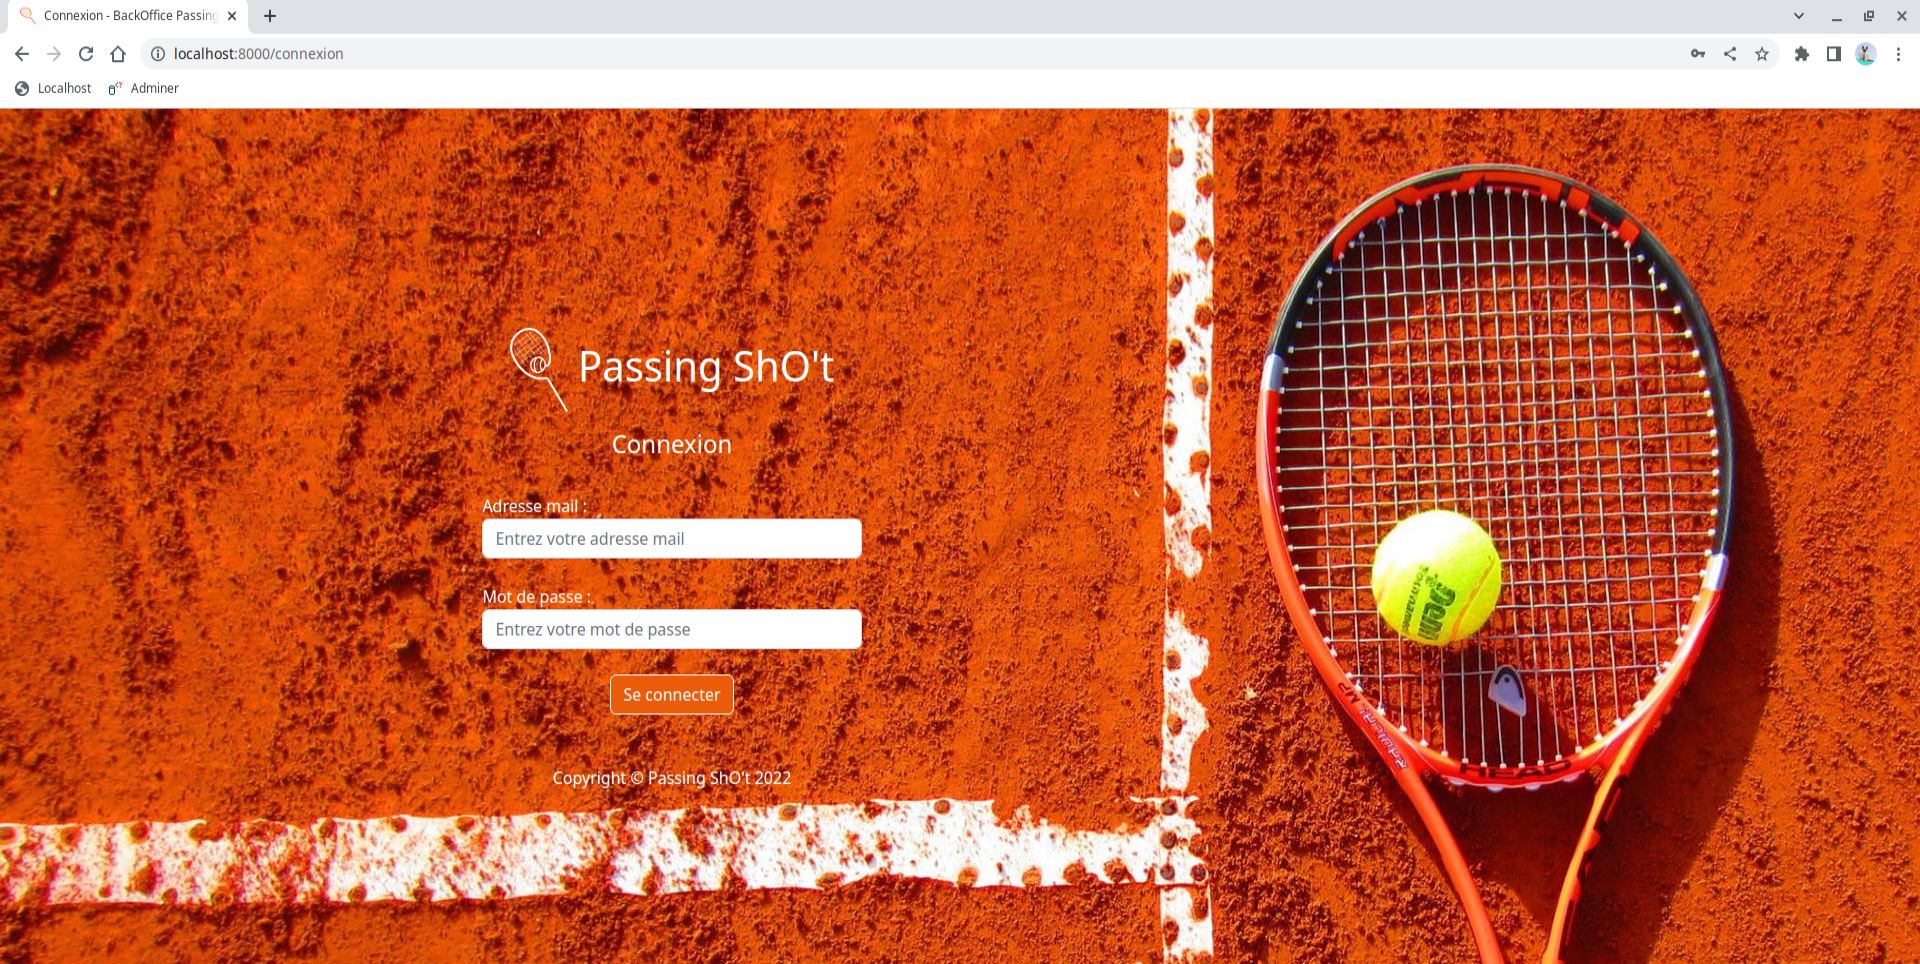 Connexion - BackOffice Passing
localhost:8000/connexion
Localhost
Adminer
Passing ShO't
Connexion
Adresse mail :
Entrez votre adresse mail
Mot de passe :
Entrez votre mot de passe
Se connecter
Copyright © Passing ShO't 2022